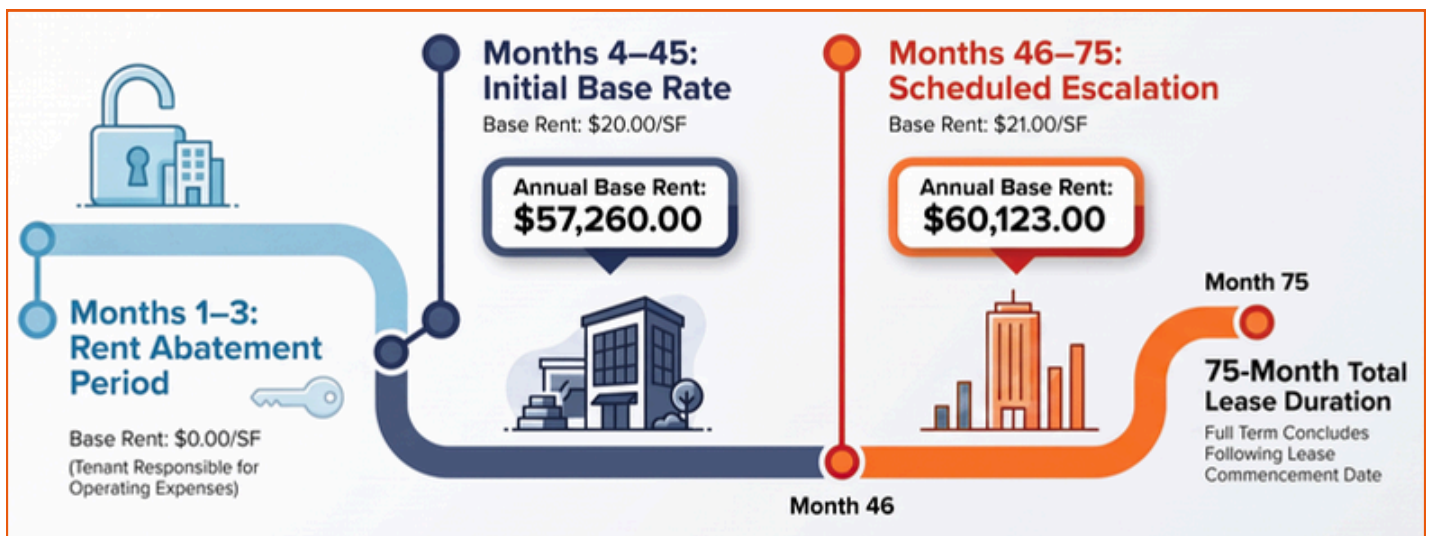 Months 1–3:
Rent Abatement
Period
Base Rent: $0.00/SF
(Tenant Responsible for
Operating Expenses)
Months 4–45:
Initial Base Rate
Base Rent: $20.00/SF
Annual Base Rent:
$57,260.00
Months 46–75:
Scheduled Escalation
Base Rent: $21.00/SF
Annual Base Rent:
$60,123.00
Month 46
Month 75
75-Month Total
Lease Duration
Full Term Concludes
Following Lease
Commencement Date